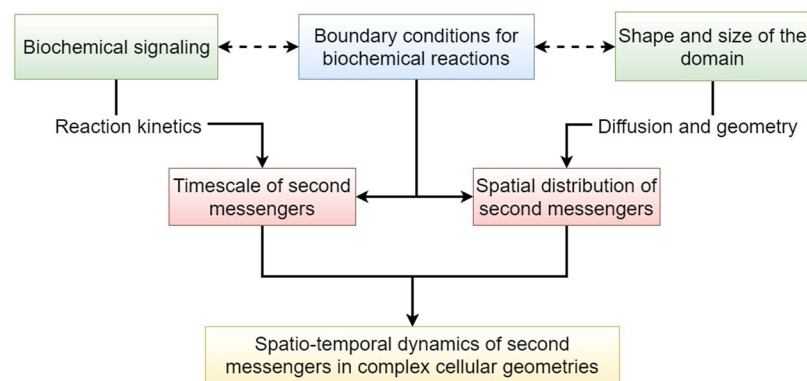 Biochemical signaling
Boundary conditions for
biochemical reactions
Shape and size of the
domain
Reaction kinetics
Diffusion and geometry
Timescale of second
messengers
Spatial distribution of
second messengers
Spatio-temporal dynamics of second
messengers in complex cellular geometries